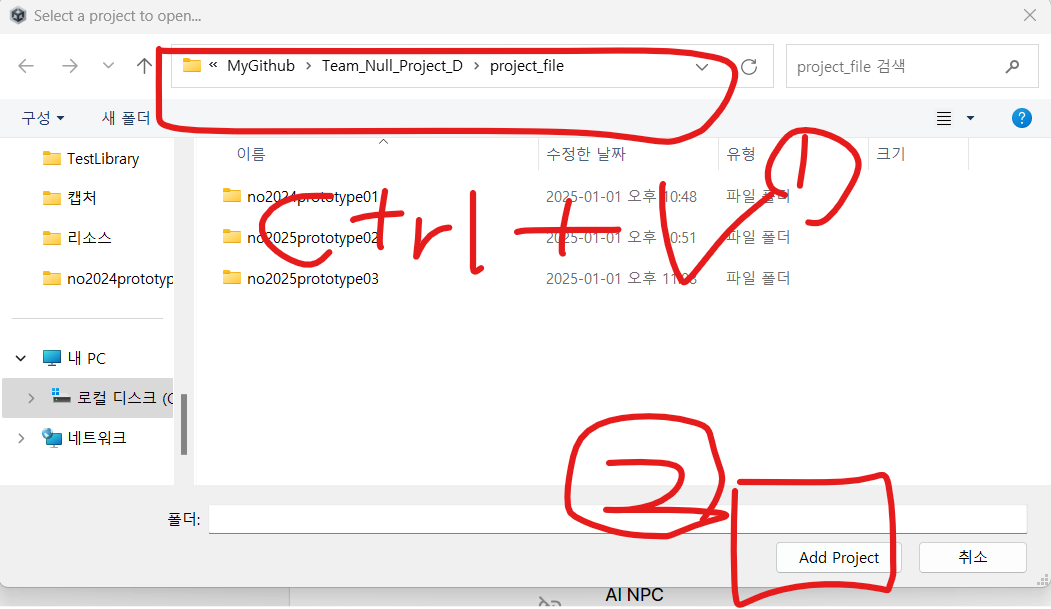 Select a project to open...
« MyGithub > Team_Null_Project_D > project_file
project_file 검색
구성
새 폴더
TestLibrary
캡처
리소스
no2024prototyp
내 PC
로컬 디스크 (C
네트워크
이름 수정한 날짜 유형 크기
no2024prototype01 2025-01-01 오후 10:48 파일 폴더
no2025prototype02 2025-01-01 오후 10:51 파일 폴더
no2025prototype03 2025-01-01 오후 파일 폴더
Ctrl + V
1
2
폴더:
Add Project
취소
AI NPC